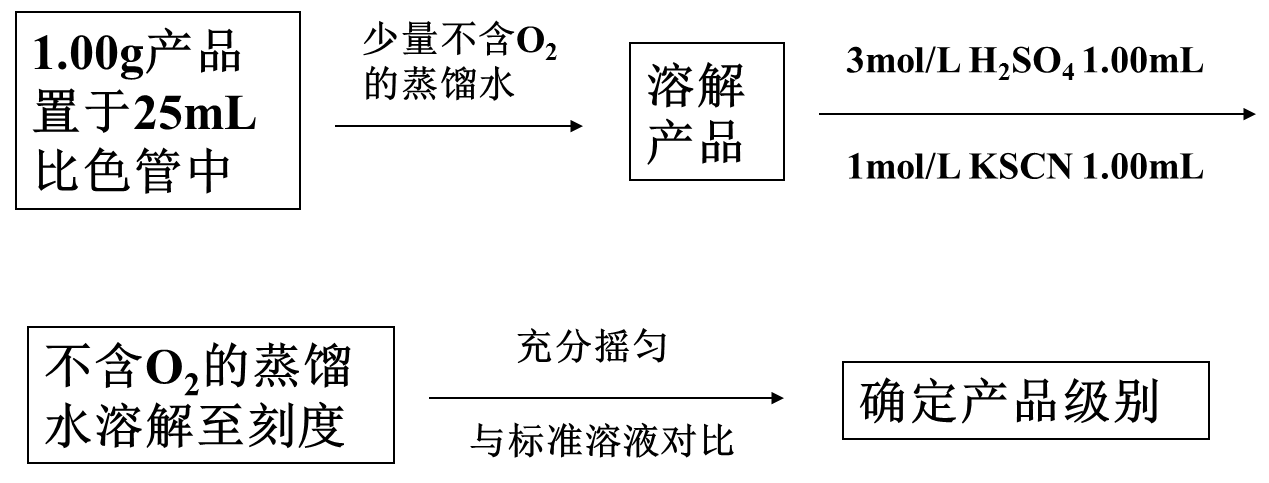 1.00g产品
置于25mL
比色管中
少量不含O₂
的蒸馏水
溶解
产品
3mol/L H₂SO₄ 1.00mL
1mol/L KSCN 1.00mL
不含O₂的蒸馏
水溶解至刻度
充分摇匀
与标准溶液对比
确定产品级别